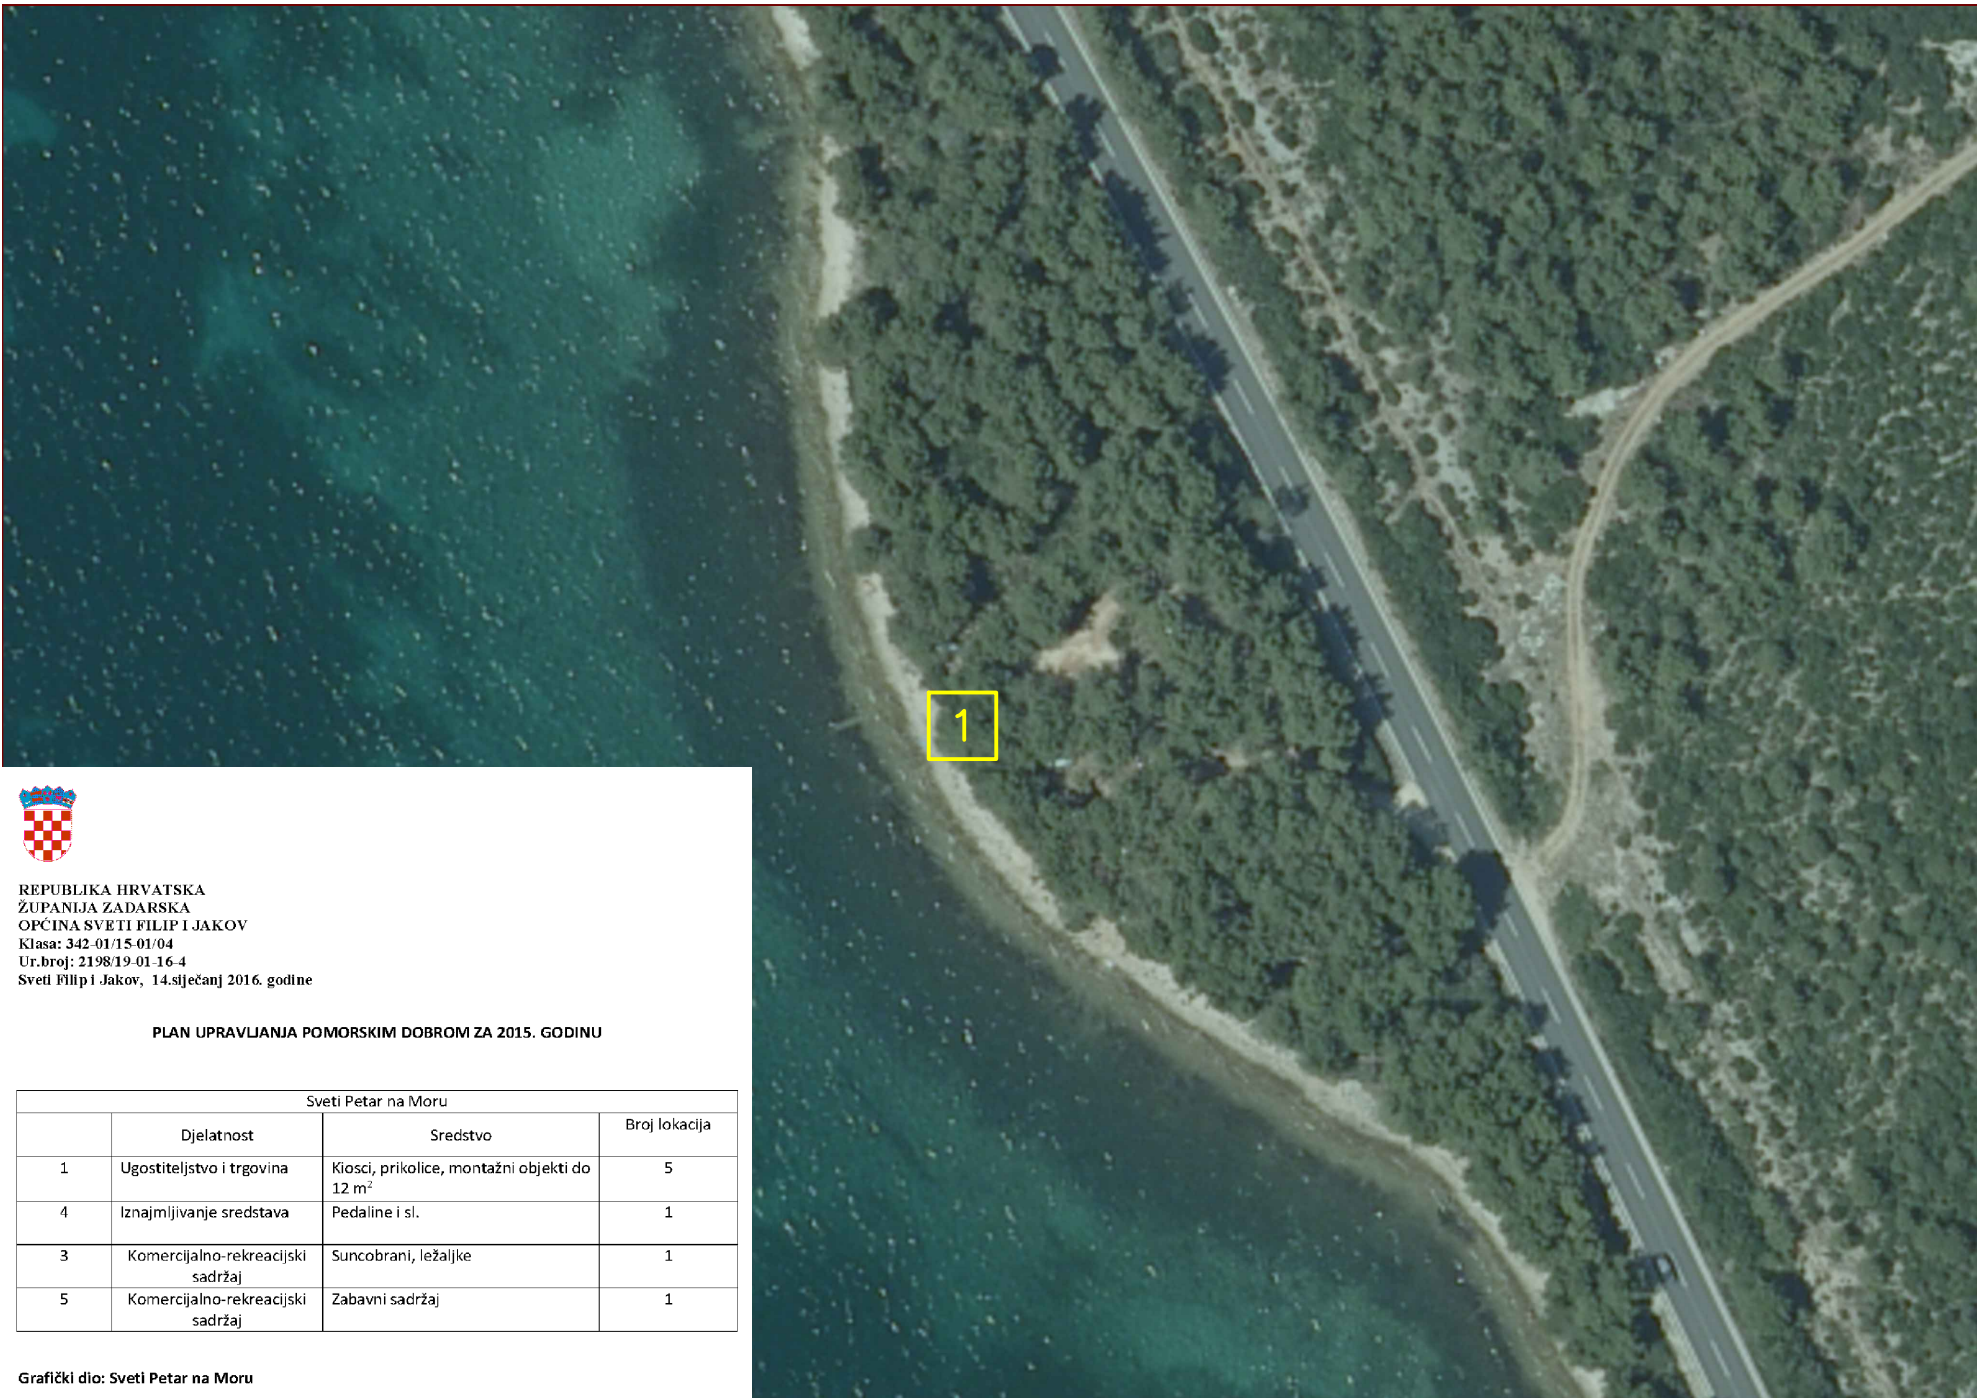 1
REPUBLIKA HRVATSKA
ŽUPANIJA ZADARSKA
OPĆINA SVETI FILIP I JAKOV
Klasa: 342-01/15-01/04
Ur.broj: 2198/19-01-16-4
Sveti Filip i Jakov, 14.siječanj 2016. godine
PLAN UPRAVLJANJA POMORSKIM DOBROM ZA 2015. GODINU
Sveti Petar na Moru
Djelatnost Sredstvo Broj lokacija
1 Ugostiteljstvo i trgovina Kiosci, prikolice, montažni objekti do 5
12 m²
4 Iznajmljivanje sredstava Pedaline i sl. 1
3 Komercijalno-rekreacijski Suncobrani, ležaljke 1
sadržaj
5 Komercijalno-rekreacijski Zabavni sadržaj 1
sadržaj
Grafički dio: Sveti Petar na Moru